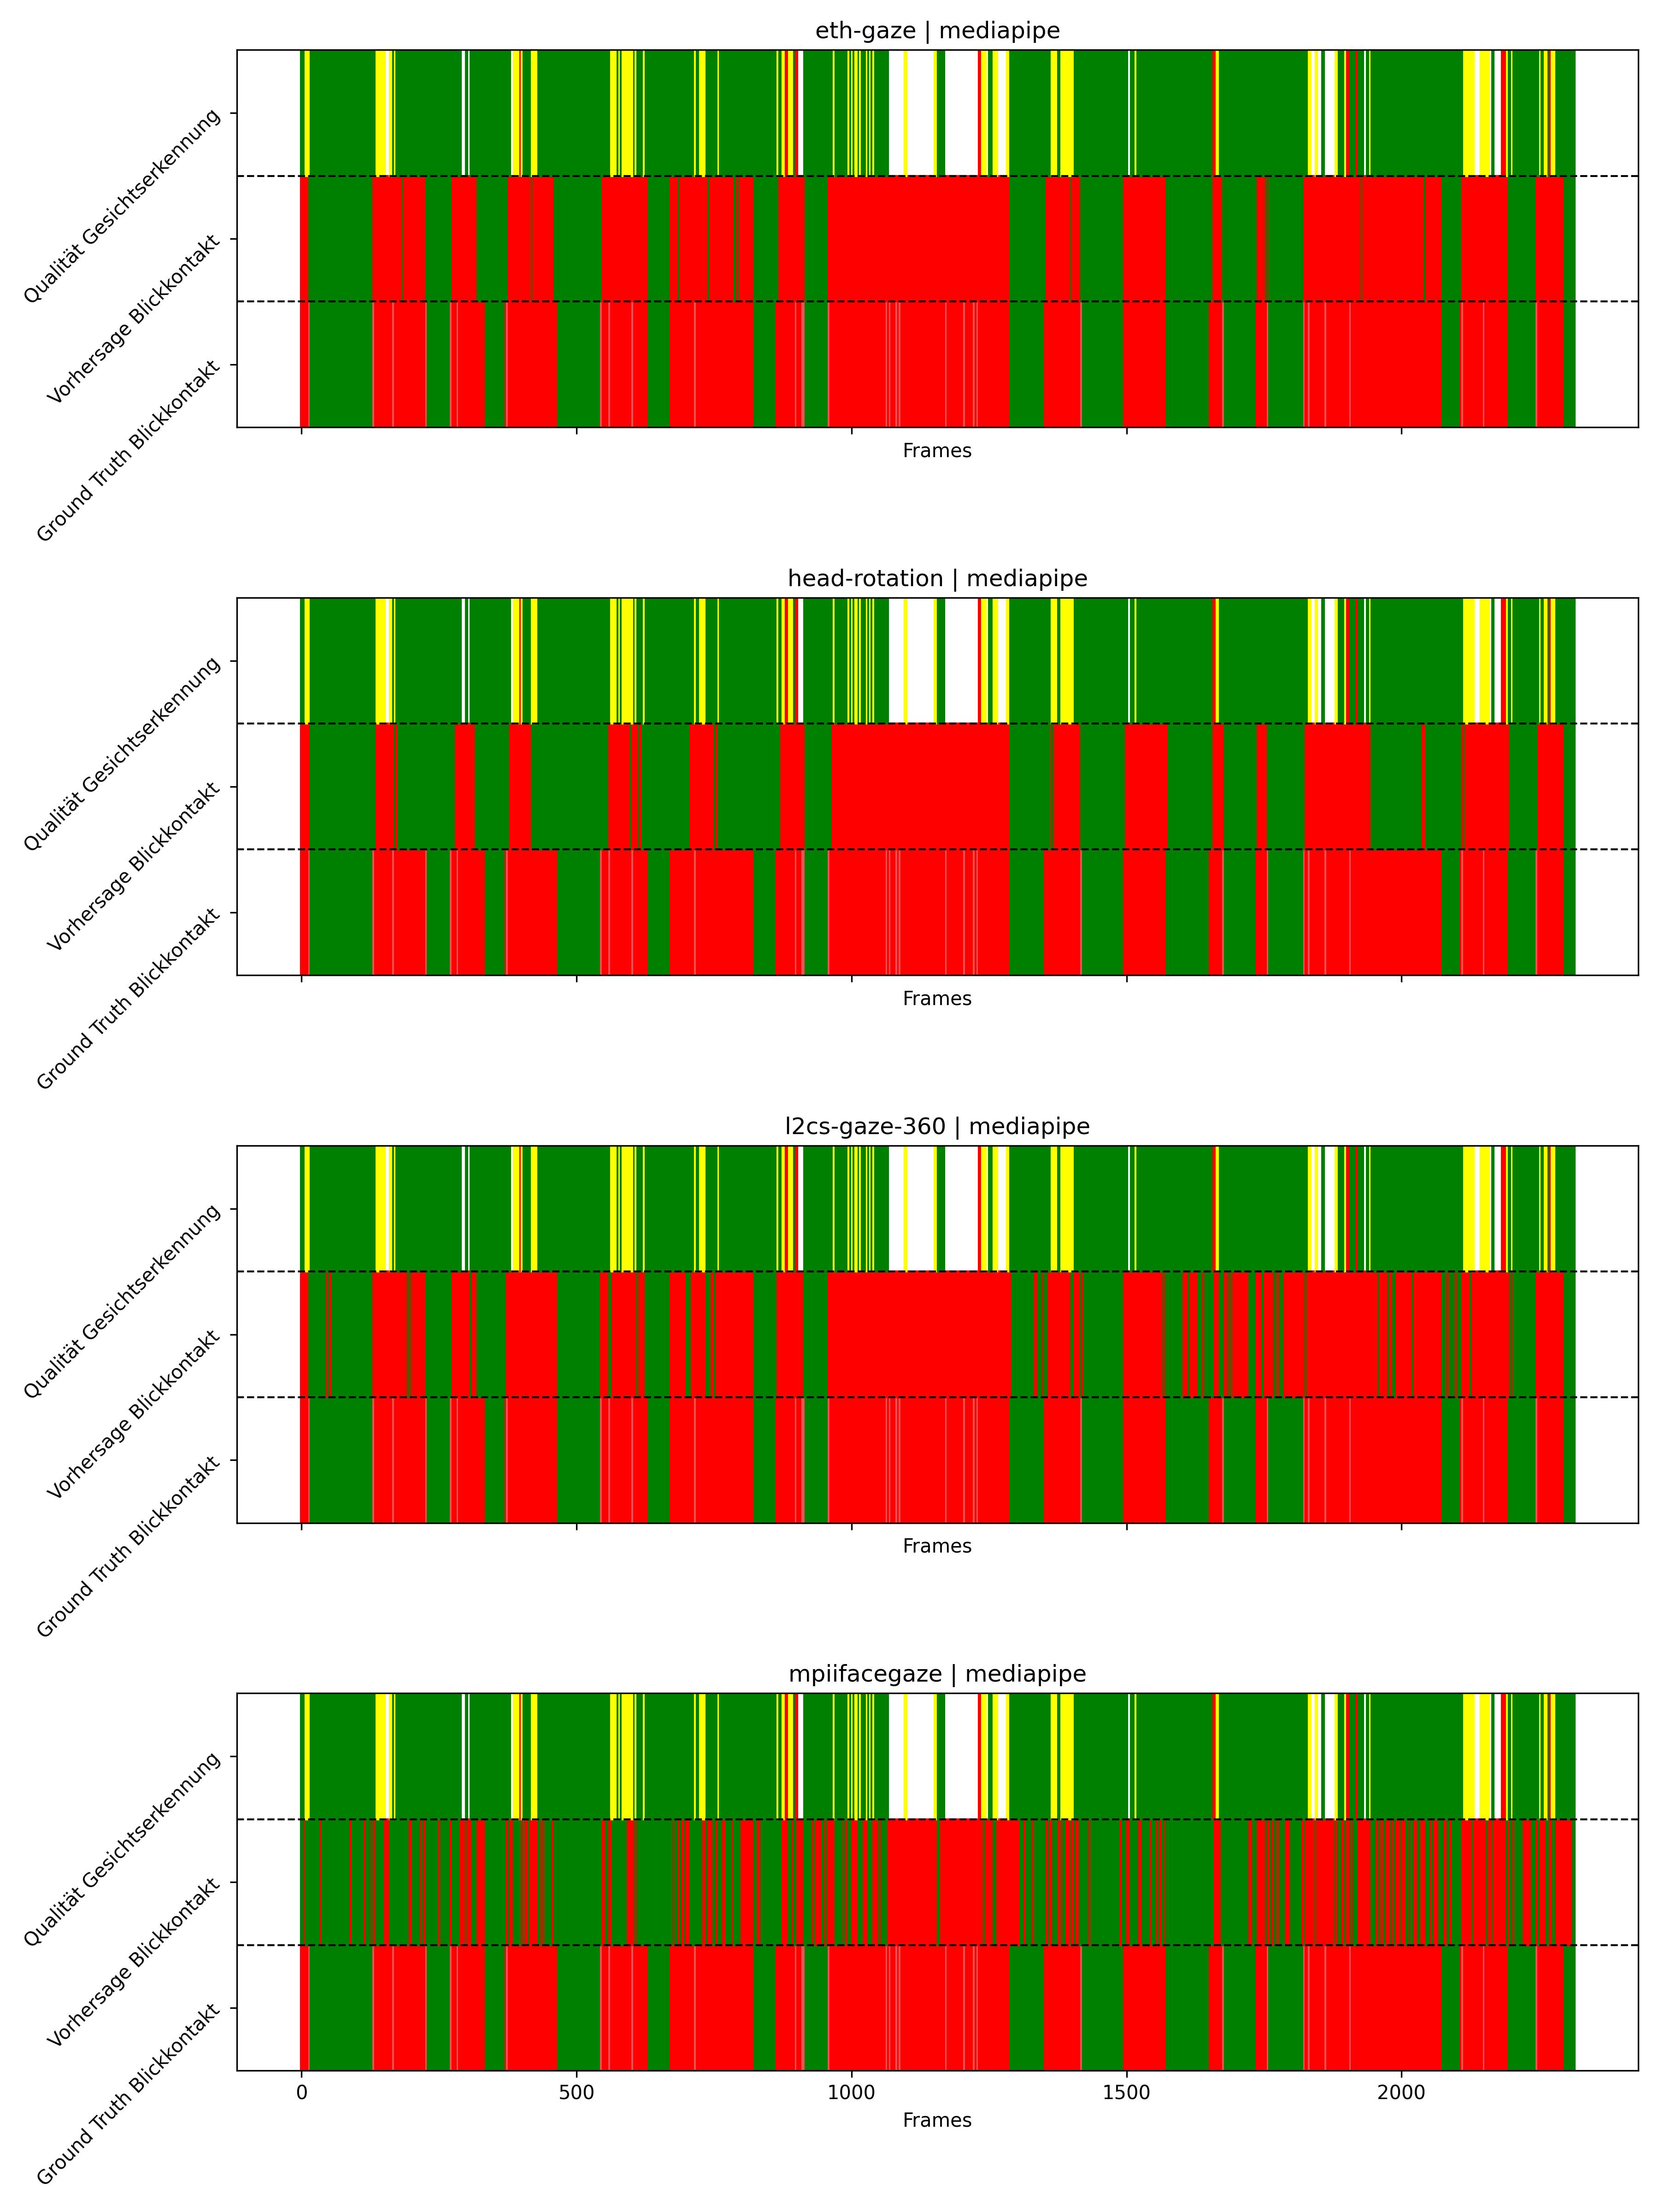 eth-gaze | mediapipe
Qualität Gesichtserkennung
Vorhersage Blickkontakt
Ground Truth Blickkontakt
Frames
head-rotation | mediapipe
Qualität Gesichtserkennung
Vorhersage Blickkontakt
Ground Truth Blickkontakt
Frames
l2cs-gaze-360 | mediapipe
Qualität Gesichtserkennung
Vorhersage Blickkontakt
Ground Truth Blickkontakt
Frames
mpiifacegaze | mediapipe
Qualität Gesichtserkennung
Vorhersage Blickkontakt
Ground Truth Blickkontakt
0 500 1000 1500 2000
Frames